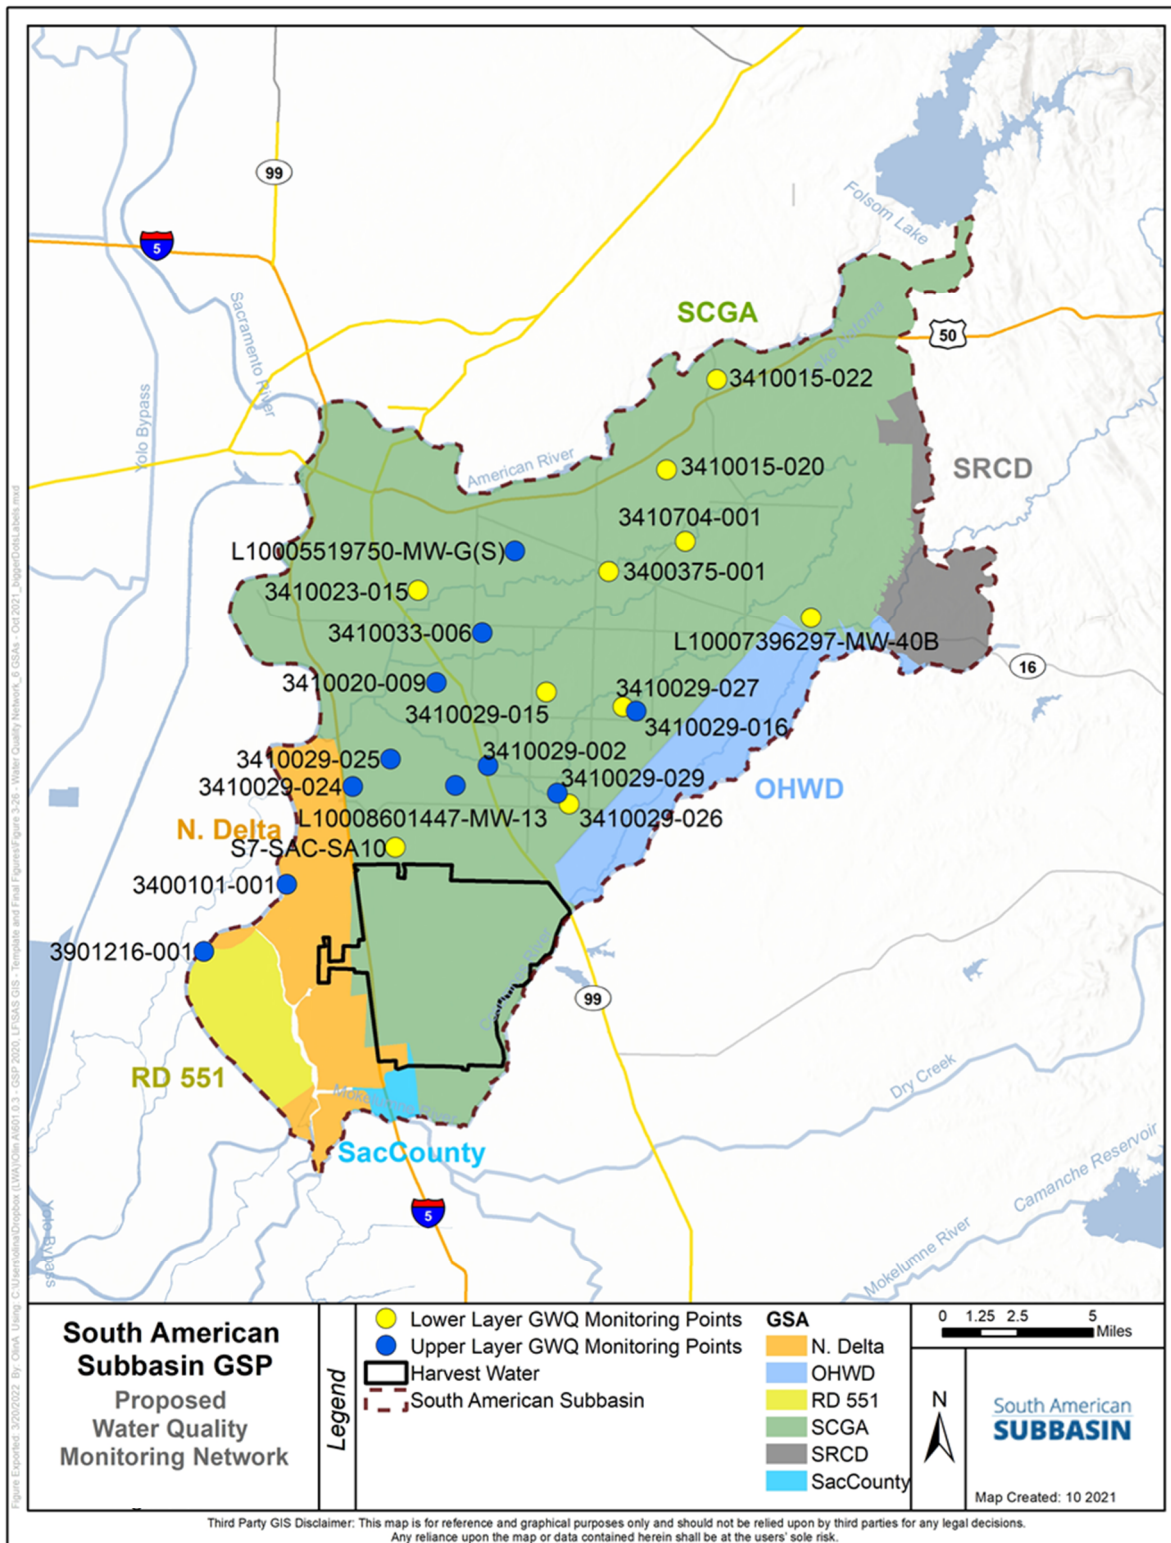 99
5
Folsom Lake
Sacramento River
SCGA
Lake Natoma
50
3410015-022
Yolo Bypass
American River
3410015-020
SRCD
3410704-001
L10005519750-MW-G(S)
3400375-001
3410023-015
3410033-006
L10007396297-MW-40B
16
3410020-009
3410029-027
3410029-015
3410029-016
3410029-002
3410029-025
3410029-029
3410029-024
OHWD
L10008601447-MW-13
3410029-026
N. Delta
S7-SAC-SA10
3400101-001
3901216-001
River
99
RD 551
Dry Creek
Mokelumne River
SacCounty
Camanche Reservoir
5
Yolo Bypass
Mokelumne River
South American
Subbasin GSP
Proposed
Water Quality
Monitoring Network
Legend
Lower Layer GWQ Monitoring Points
Upper Layer GWQ Monitoring Points
Harvest Water
South American Subbasin
GSA
N. Delta
OHWD
RD 551
SCGA
SRCD
SacCounty
0 1.25 2.5 5
Miles
N
South American
SUBBASIN
Map Created: 10 2021
Third Party GIS Disclaimer: This map is for reference and graphical purposes only and should not be relied upon by third parties for any legal decisions.
Any reliance upon the map or data contained herein shall be at the users' sole risk.